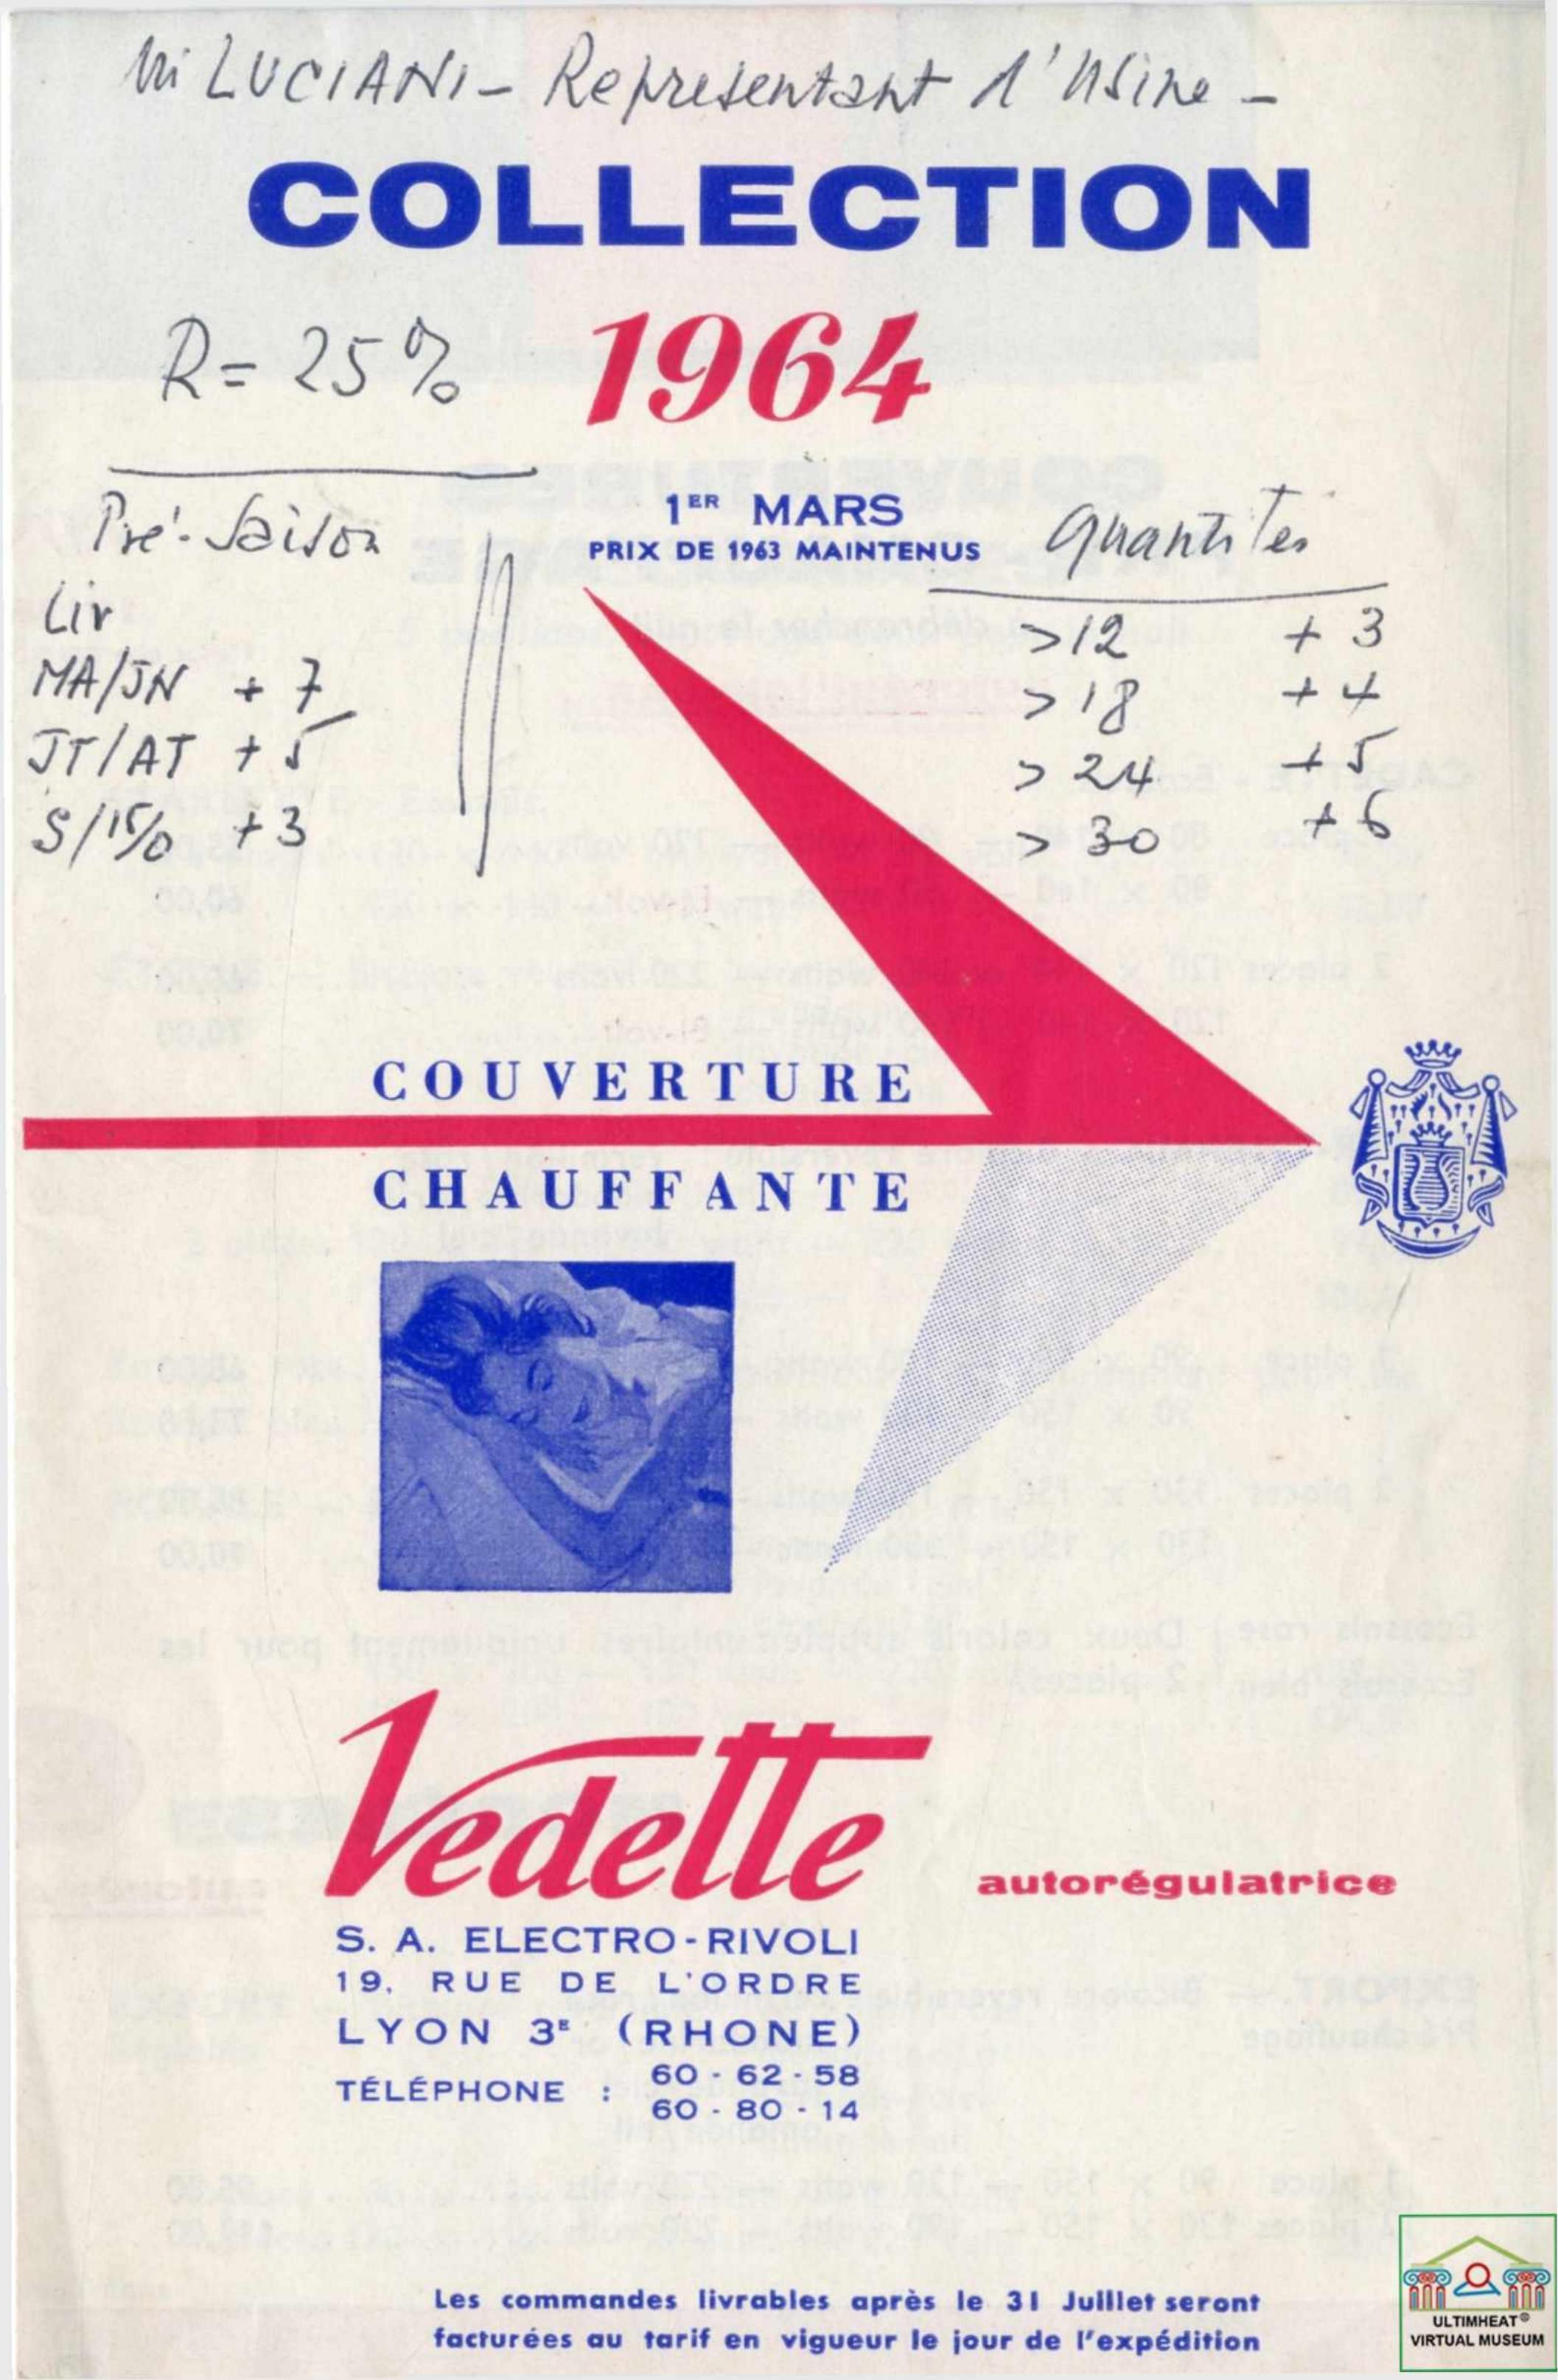 Mr LUCIANI - Représentant d'Usine -
COLLECTION
R = 25 %
1964
1ER MARS
PRIX DE 1963 MAINTENUS
Pré-Saison
Liv
MA/JN + 7
JT/AT + 5
S/15/0 + 3
quantités
>12 + 3
>18 + 4
>24 + 5
>30 + 6
COUVERTURE
CHAUFFANTE
Vedette
autorégulatrice
S. A. ELECTRO-RIVOLI
19, RUE DE L'ORDRE
LYON 3E (RHONE)
TÉLÉPHONE : 60 - 62 - 58
60 - 80 - 14
Les commandes livrables après le 31 Juillet seront
facturées au tarif en vigueur le jour de l'expédition
ULTIMHEAT®
VIRTUAL MUSEUM